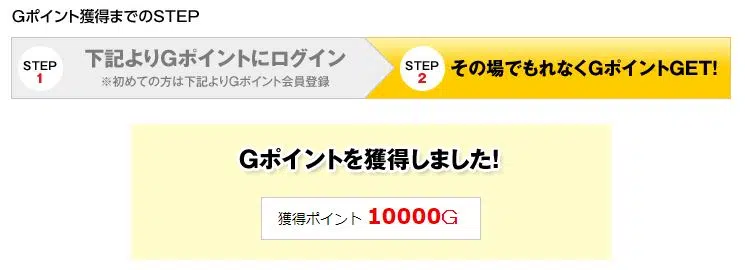 Gポイント獲得までのSTEP
STEP
1
下記よりGポイントにログイン
※初めての方は下記よりGポイント会員登録
STEP
2
その場でもれなくGポイントGET!
Gポイントを獲得しました!
獲得ポイント 10000G